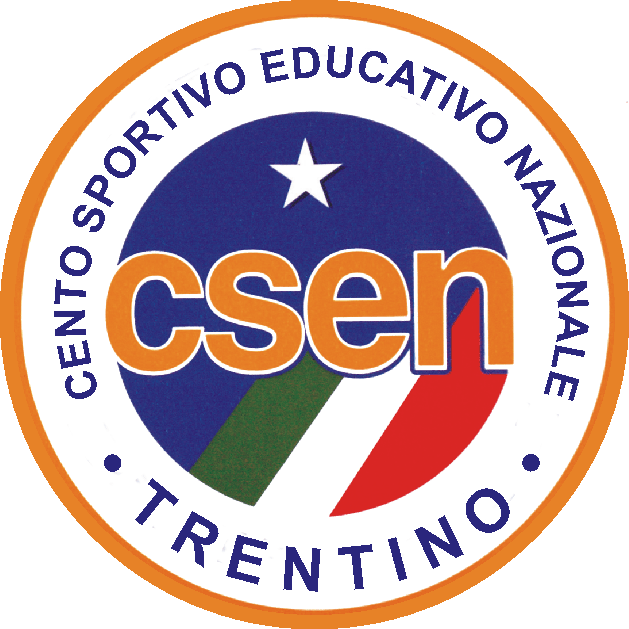 CENTO SPORTIVO EDUCATIVO NAZIONALE
csen
• TRENTINO •